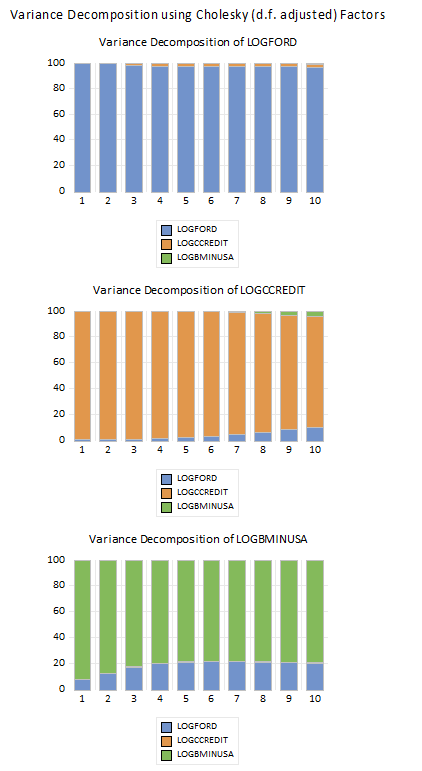 Variance Decomposition using Cholesky (d.f. adjusted) Factors
Variance Decomposition of LOGFORD
100
80
60
40
20
0
1 2 3 4 5 6 7 8 9 10
LOGFORD
LOGCCREDIT
LOGBMINUSA
Variance Decomposition of LOGCCREDIT
100
80
60
40
20
0
1 2 3 4 5 6 7 8 9 10
LOGFORD
LOGCCREDIT
LOGBMINUSA
Variance Decomposition of LOGBMINUSA
100
80
60
40
20
0
1 2 3 4 5 6 7 8 9 10
LOGFORD
LOGCCREDIT
LOGBMINUSA